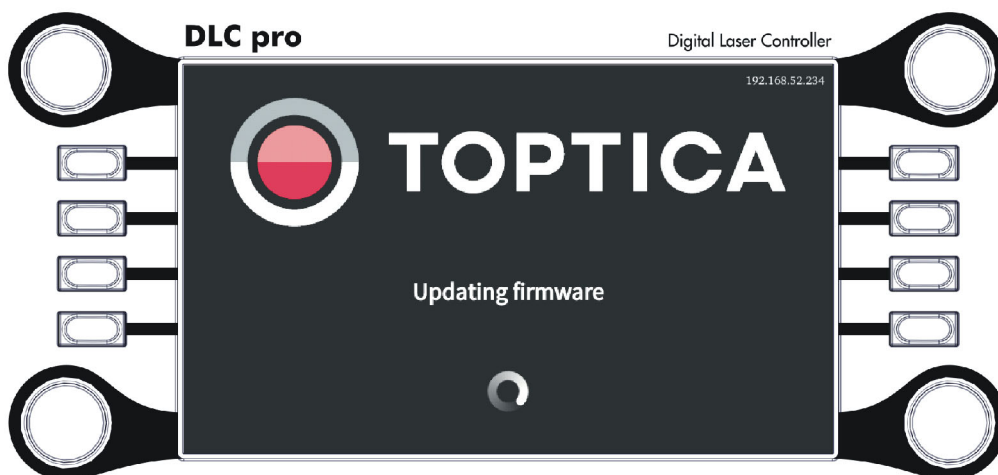 DLC pro
Digital Laser Controller
192.168.52.234
TOPTICA
Updating firmware